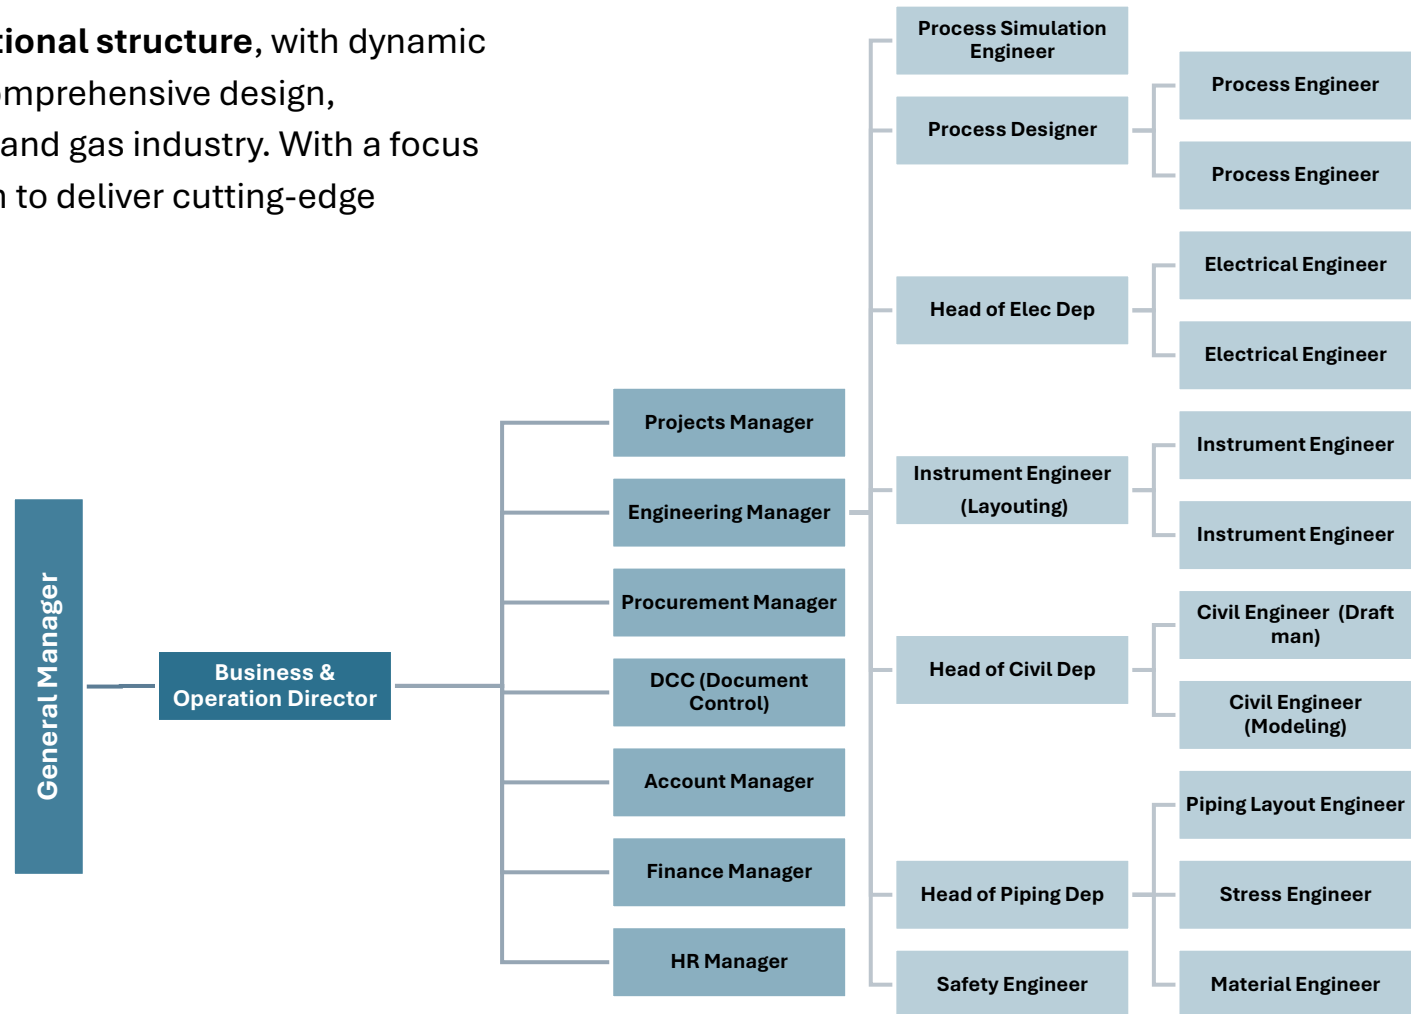 tional structure, with dynamic
omprehensive design,
and gas industry. With a focus
to deliver cutting-edge
General Manager
Business &
Operation Director
Projects Manager
Engineering Manager
Procurement Manager
DCC (Document
Control)
Account Manager
Finance Manager
HR Manager
Process Simulation
Engineer
Process Designer
Head of Elec Dep
Instrument Engineer
(Layouting)
Head of Civil Dep
Head of Piping Dep
Safety Engineer
Process Engineer
Process Engineer
Electrical Engineer
Electrical Engineer
Instrument Engineer
Instrument Engineer
Civil Engineer (Draft
man)
Civil Engineer
(Modeling)
Piping Layout Engineer
Stress Engineer
Material Engineer